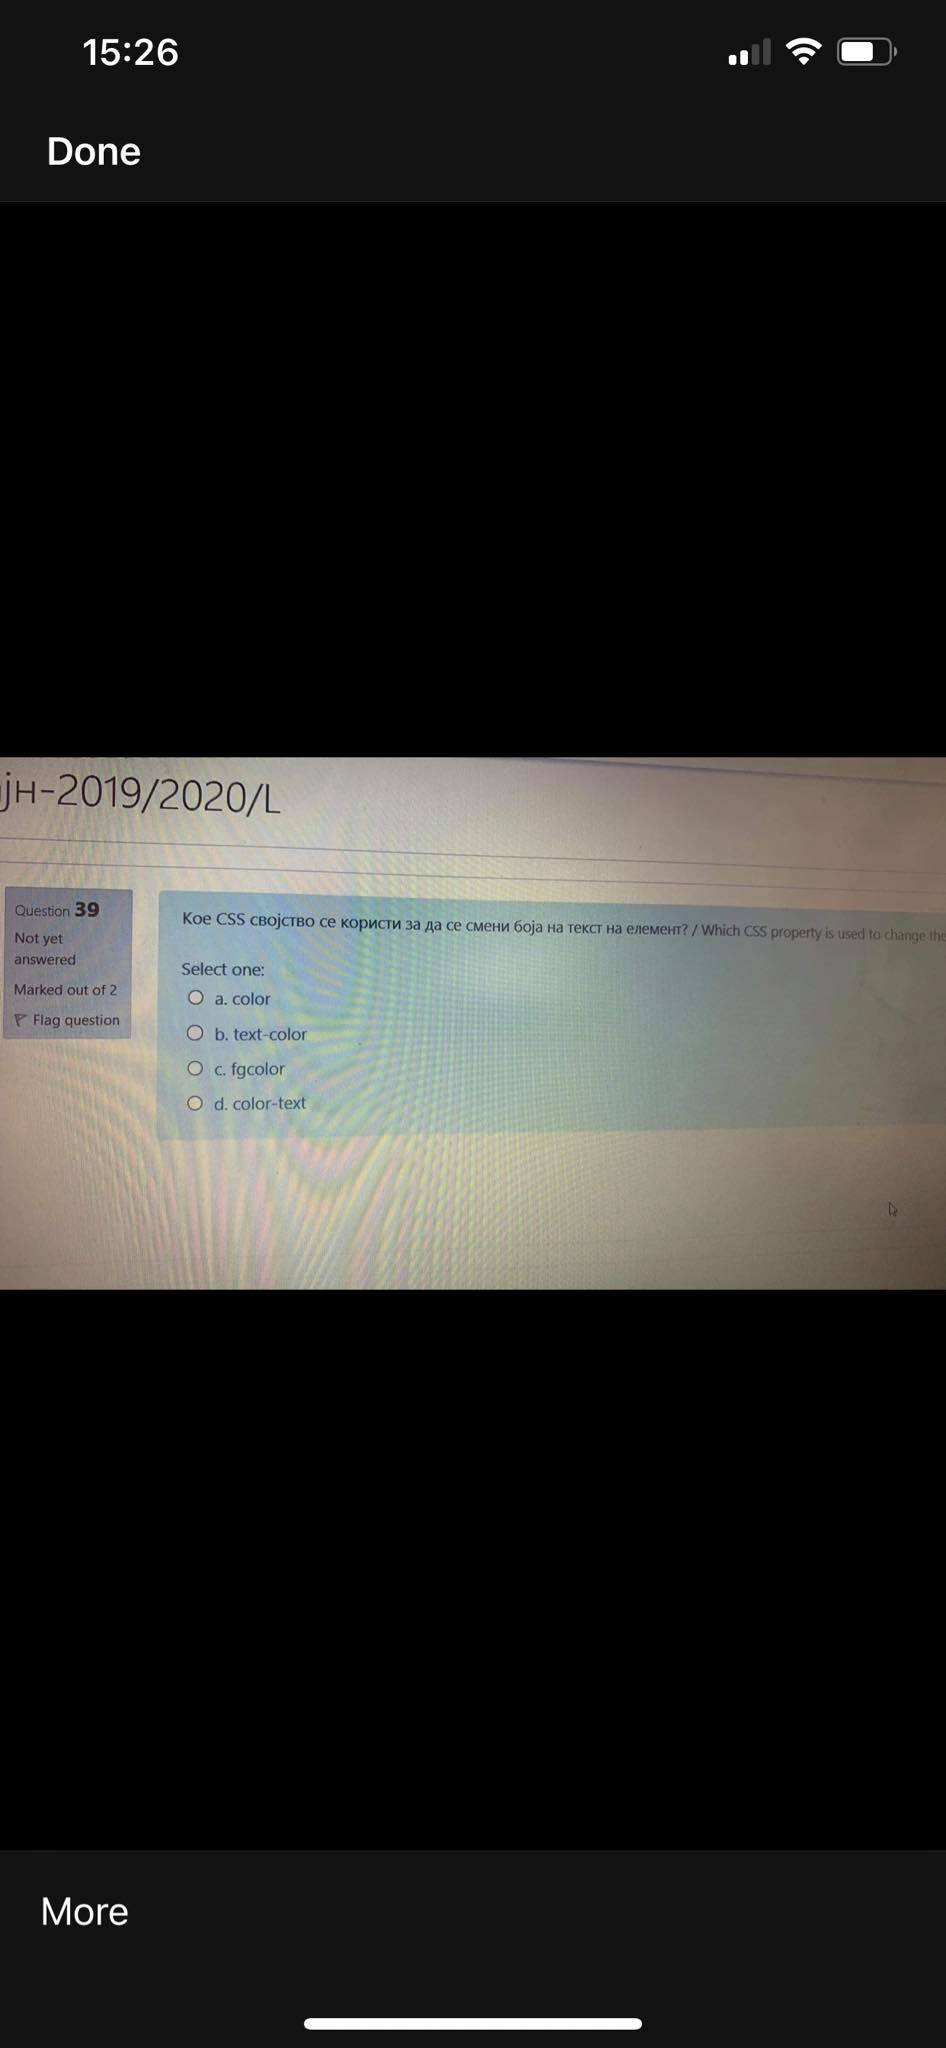 15:26
Done
јн-2019/2020/L
Question 39
Not yet
answered
Marked out of 2
Flag question
Кое CSS својство се користи за да се смени боја на текст на елемент? / Which CSS property is used to change the
Select one:
a. color
b. text-color
c. fgcolor
d. color-text
More